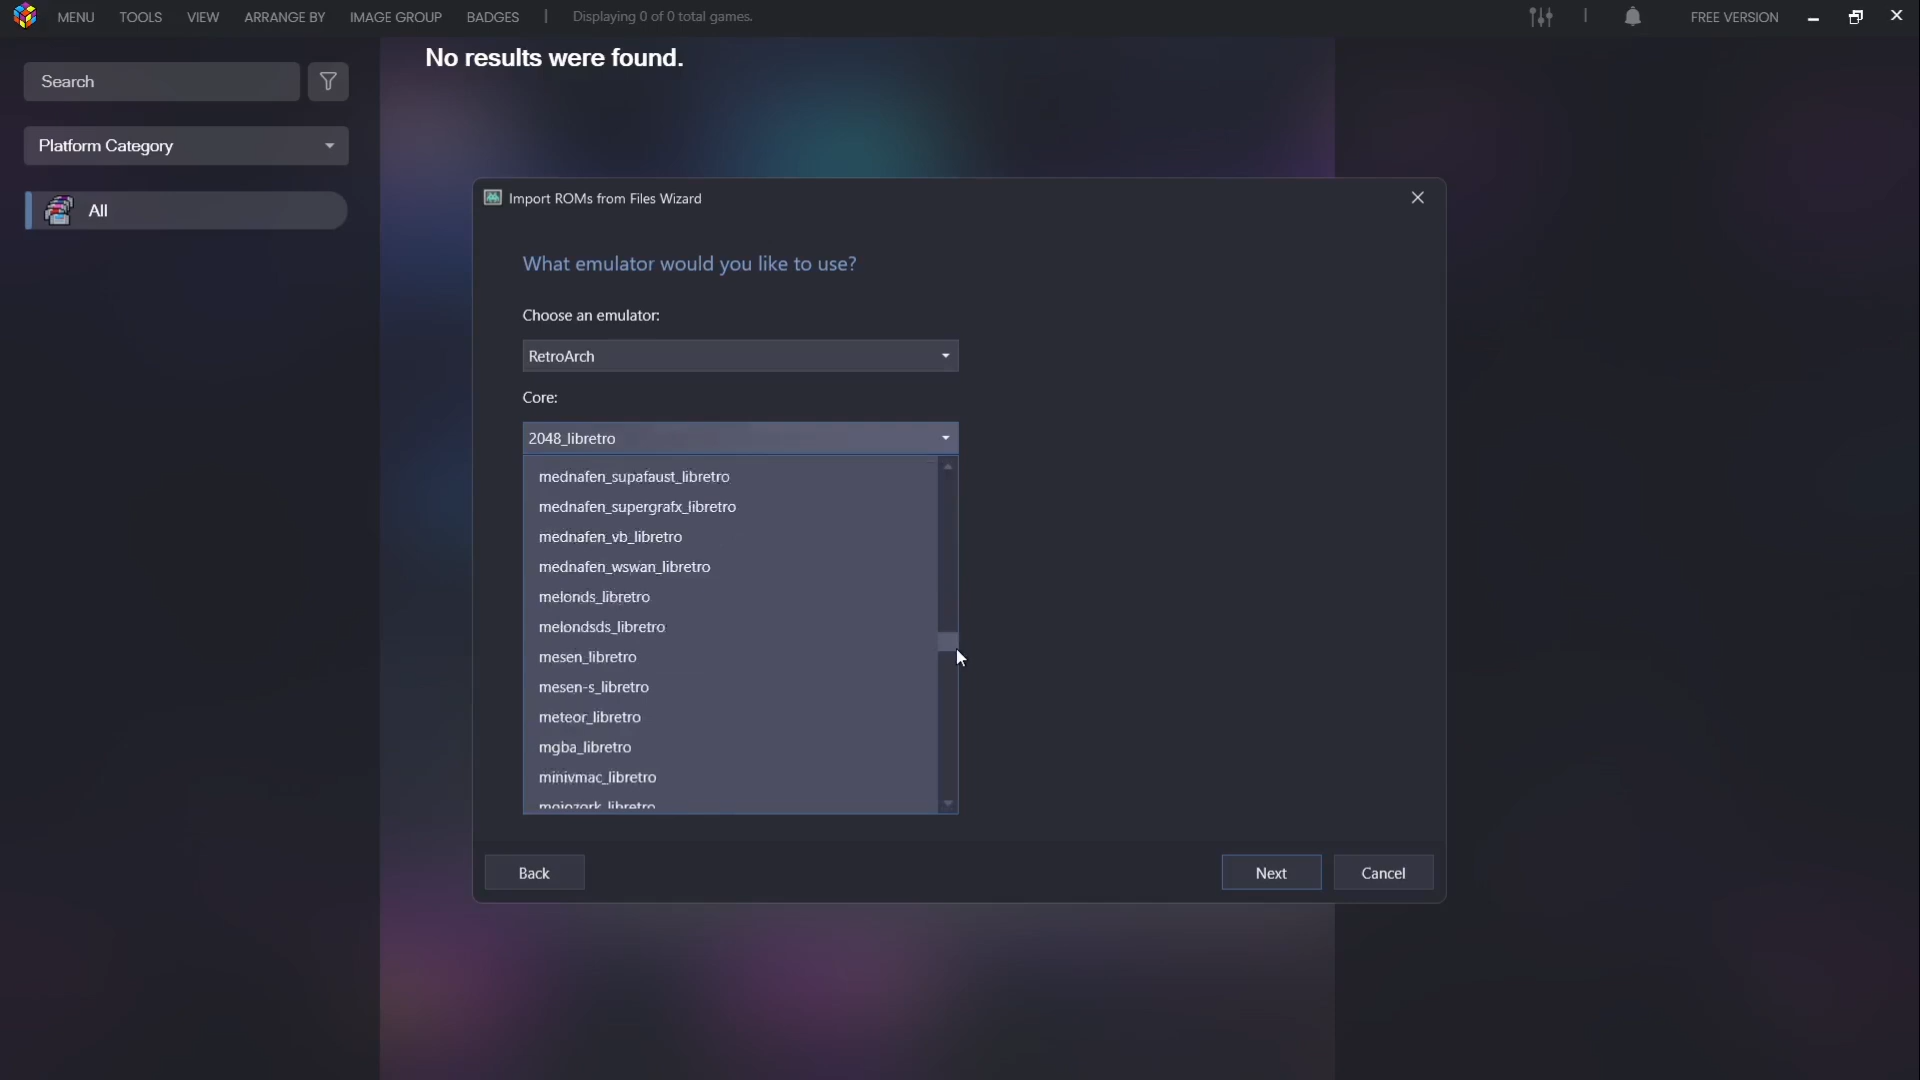 MENU TOOLS VIEW ARRANGE BY IMAGE GROUP BADGES | Displaying 0 of 0 total games. | FREE VERSION
Search
No results were found.
Platform Category
All
Import ROMs from Files Wizard
What emulator would you like to use?
Choose an emulator:
RetroArch
Core:
2048_libretro
mednafen_supafaust_libretro
mednafen_supergrafx_libretro
mednafen_vb_libretro
mednafen_wswan_libretro
melonds_libretro
melondsds_libretro
mesen_libretro
mesen-s_libretro
meteor_libretro
mgba_libretro
minivmac_libretro
mojozork_libretro
Back Next Cancel